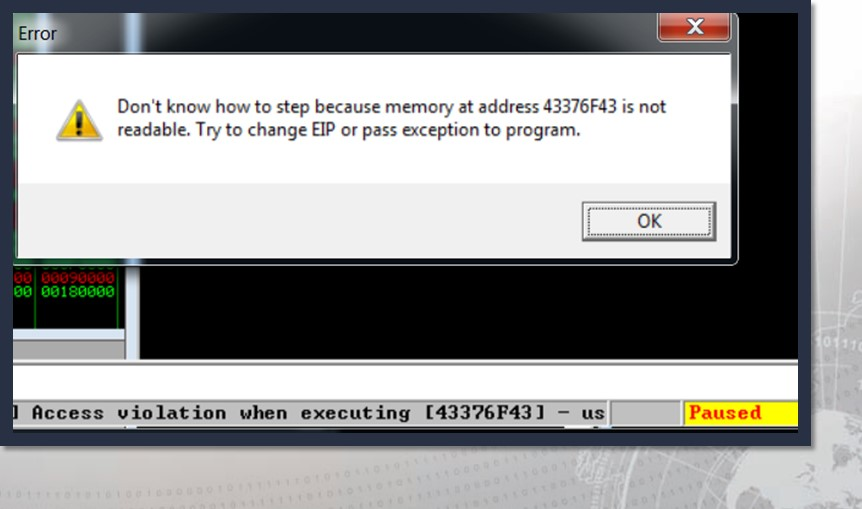 Error
Don't know how to step because memory at address 43376F43 is not
readable. Try to change EIP or pass exception to program.
OK
00 00090000
00 00180000
Access violation when executing [43376F43] - us
Paused